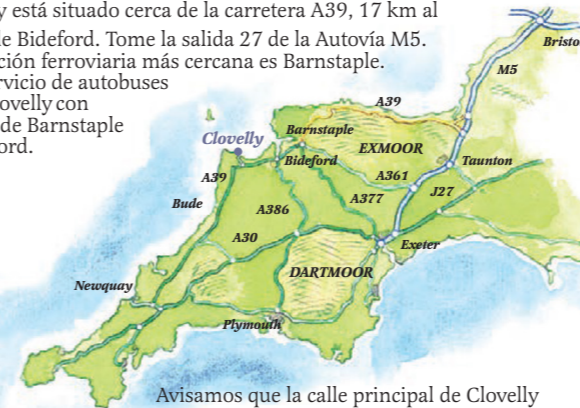 y está situado cerca de la carretera A39, 17 km al
de Bideford. Tome la salida 27 de la Autovía M5.
ción ferroviaria más cercana es Barnstaple.
rvicio de autobuses
ovelly con
de Barnstaple
ord.
Bristo
M5
A39
Barnstaple
Clovelly
EXMOOR
Bideford
Taunton
A361
A39
J27
A377
Bude
A386
A30
Exeter
DARTMOOR
Newquay
Plymouth
Avisamos que la calle principal de Clovelly